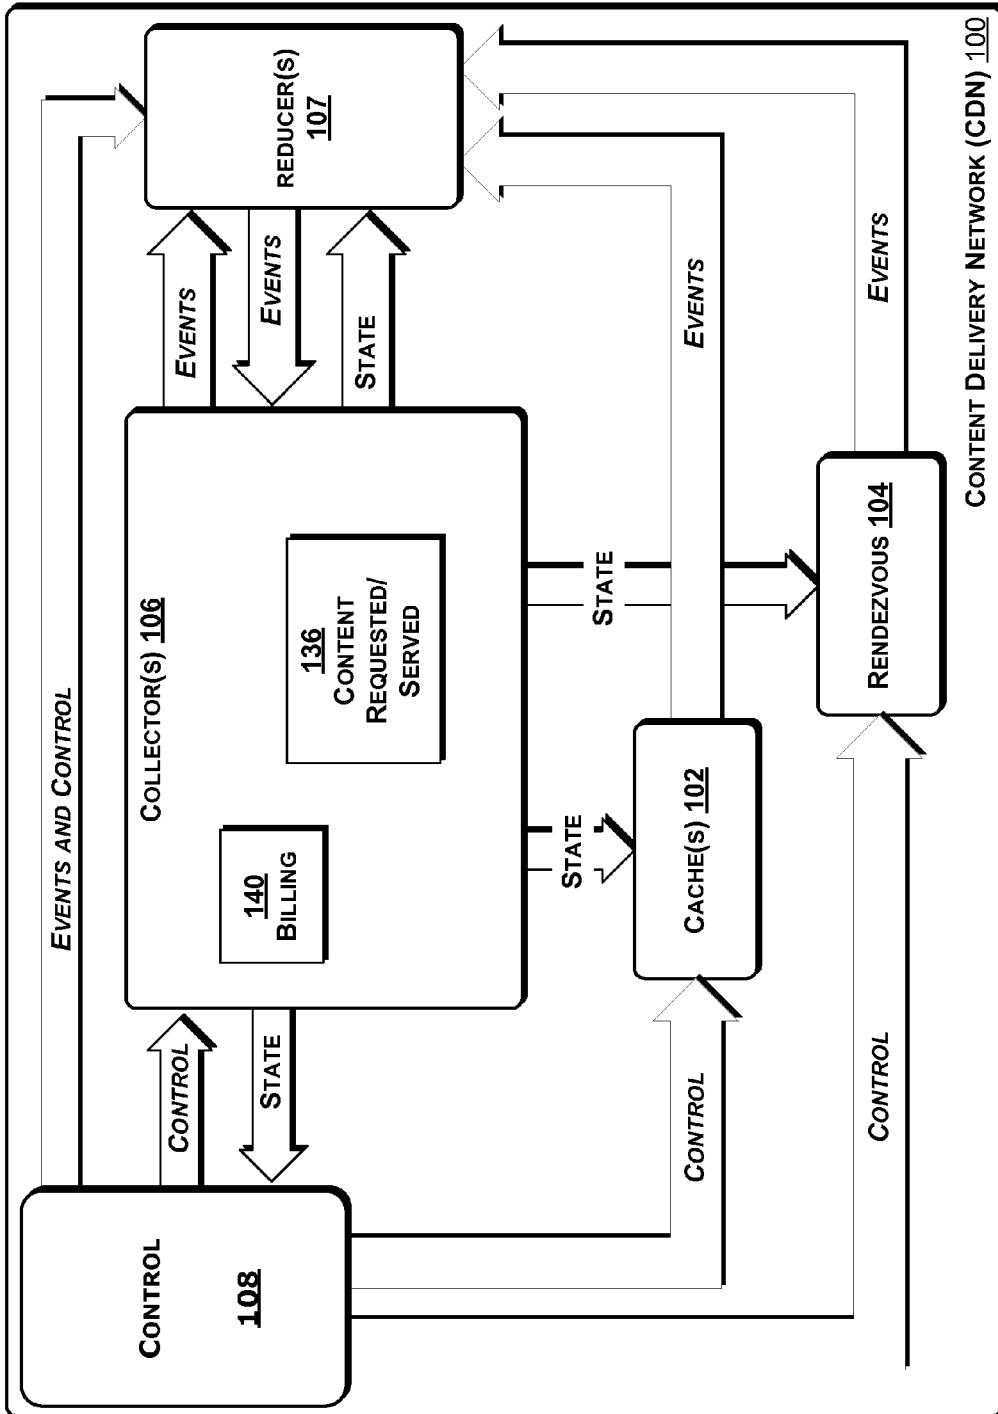 EVENTS AND CONTROL
CONTROL
108
CONTROL
STATE
COLLECTOR(S) 106
140
BILLING
136
CONTENT
REQUESTED/
SERVED
EVENTS
EVENTS
STATE
REDUCER(S)
107
STATE
STATE
CONTROL
CACHE(S) 102
EVENTS
CONTROL
RENDEZVOUS 104
EVENTS
CONTENT DELIVERY NETWORK (CDN) 100